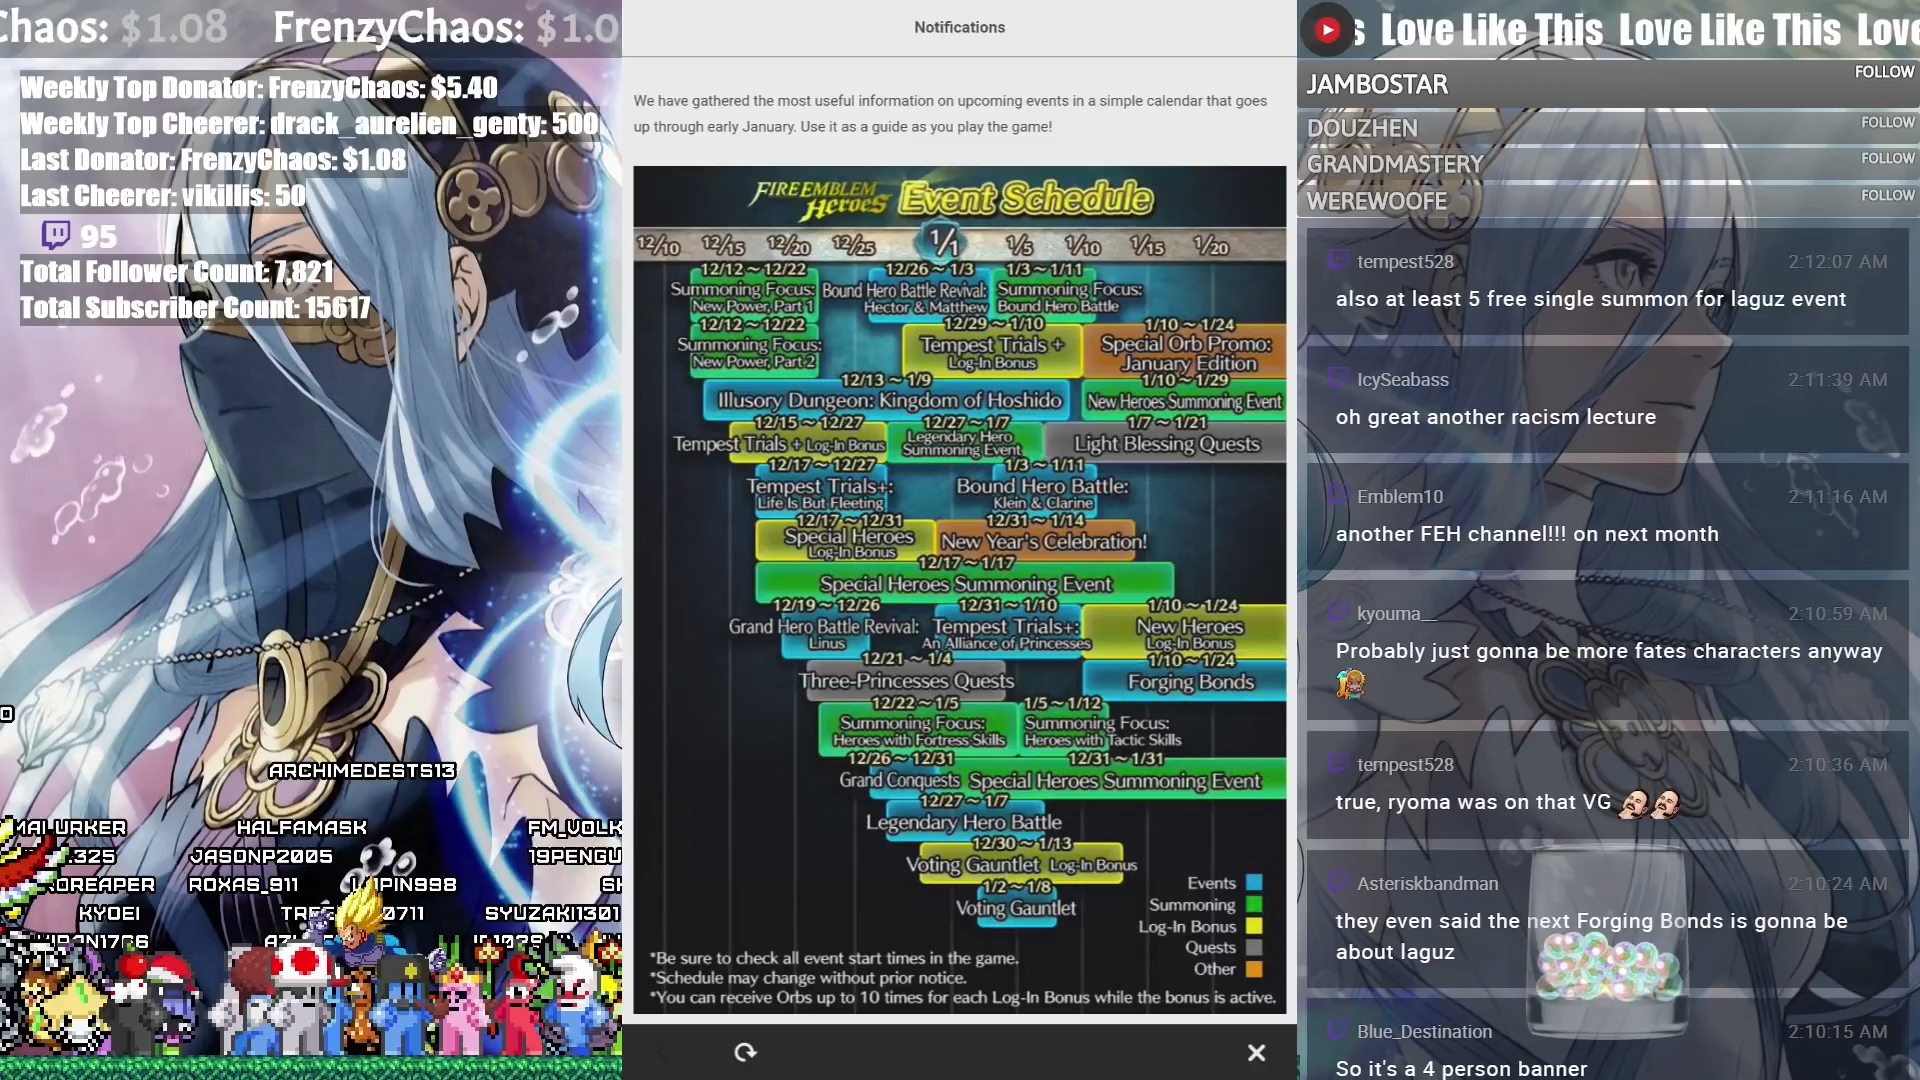 Chaos: $1.08 FrenzyChaos: $1.0
Weekly Top Donator: FrenzyChaos: $5.40
Weekly Top Cheerer: drack_aurelien_genty: 500
Last Donator: FrenzyChaos: $1.08
Last Cheerer: vikillis: 50
95
Total Follower Count: 7,821
Total Subscriber Count: 15617
ARCHIMEDESTS13
HALFAMASK
FM_VOLK
.325
JASONP2005
19PENGU
ROXAS_911
KYOEI
0711
SYUZAKI1301
Notifications
We have gathered the most useful information on upcoming events in a simple calendar that goes
up through early January. Use it as a guide as you play the game!
FIRE EMBLEM Heroes Event Schedule
12/10 12/15 12/20 12/25 1/1 1/5 1/10 1/15 1/20
12/12 ~ 12/22
Summoning Focus:
New Power, Part 1
12/26 ~ 1/3
Bound Hero Battle Revival:
Hector & Matthew
1/3 ~ 1/11
Summoning Focus:
Bound Hero Battle
12/12 ~ 12/22
Summoning Focus:
New Power, Part 2
12/29 ~ 1/10
Tempest Trials +
Log-In Bonus
1/10 ~ 1/24
Special Orb Promo:
January Edition
12/13 ~ 1/9
Illusory Dungeon: Kingdom of Hoshido
1/10 ~ 1/29
New Heroes Summoning Event
12/15 ~ 12/27
Tempest Trials + Log-In Bonus
12/27 ~ 1/7
Legendary Hero
Summoning Event
1/7 ~ 1/21
Light Blessing Quests
12/17 ~ 12/27
Tempest Trials+:
Life Is But Fleeting
1/3 ~ 1/11
Bound Hero Battle:
Klein & Clarine
12/17 ~ 12/31
Special Heroes
Log-In Bonus
12/31 ~ 1/14
New Year's Celebration!
12/17 ~ 1/17
Special Heroes Summoning Event
12/19 ~ 12/26
Grand Hero Battle Revival:
Linus
12/31 ~ 1/10
Tempest Trials+:
An Alliance of Princesses
1/10 ~ 1/24
New Heroes
Log-In Bonus
12/21 ~ 1/4
Three-Princesses Quests
1/10 ~ 1/24
Forging Bonds
12/22 ~ 1/5
Summoning Focus:
Heroes with Fortress Skills
1/5 ~ 1/12
Summoning Focus:
Heroes with Tactic Skills
12/26 ~ 12/31
Grand Conquests
12/31 ~ 1/31
Special Heroes Summoning Event
12/27 ~ 1/7
Legendary Hero Battle
12/30 ~ 1/13
Voting Gauntlet Log-In Bonus
1/2 ~ 1/8
Voting Gauntlet
Events
Summoning
Log-In Bonus
Quests
Other
*Be sure to check all event start times in the game.
*Schedule may change without prior notice.
*You can receive Orbs up to 10 times for each Log-In Bonus while the bonus is active.
s Love Like This Love Like This Love
JAMBOSTAR FOLLOW
DOUZHEN FOLLOW
GRANDMASTERY FOLLOW
WEREWOOFE FOLLOW
tempest528 2:12:07 AM
also at least 5 free single summon for laguz event
IcySeabass 2:11:39 AM
oh great another racism lecture
Emblem10 2:11:16 AM
another FEH channel!!! on next month
kyouma__ 2:10:59 AM
Probably just gonna be more fates characters anyway
tempest528 2:10:36 AM
true, ryoma was on that VG
Asteriskbandman 2:10:24 AM
they even said the next Forging Bonds is gonna be
about laguz
Blue_Destination 2:10:15 AM
So it's a 4 person banner